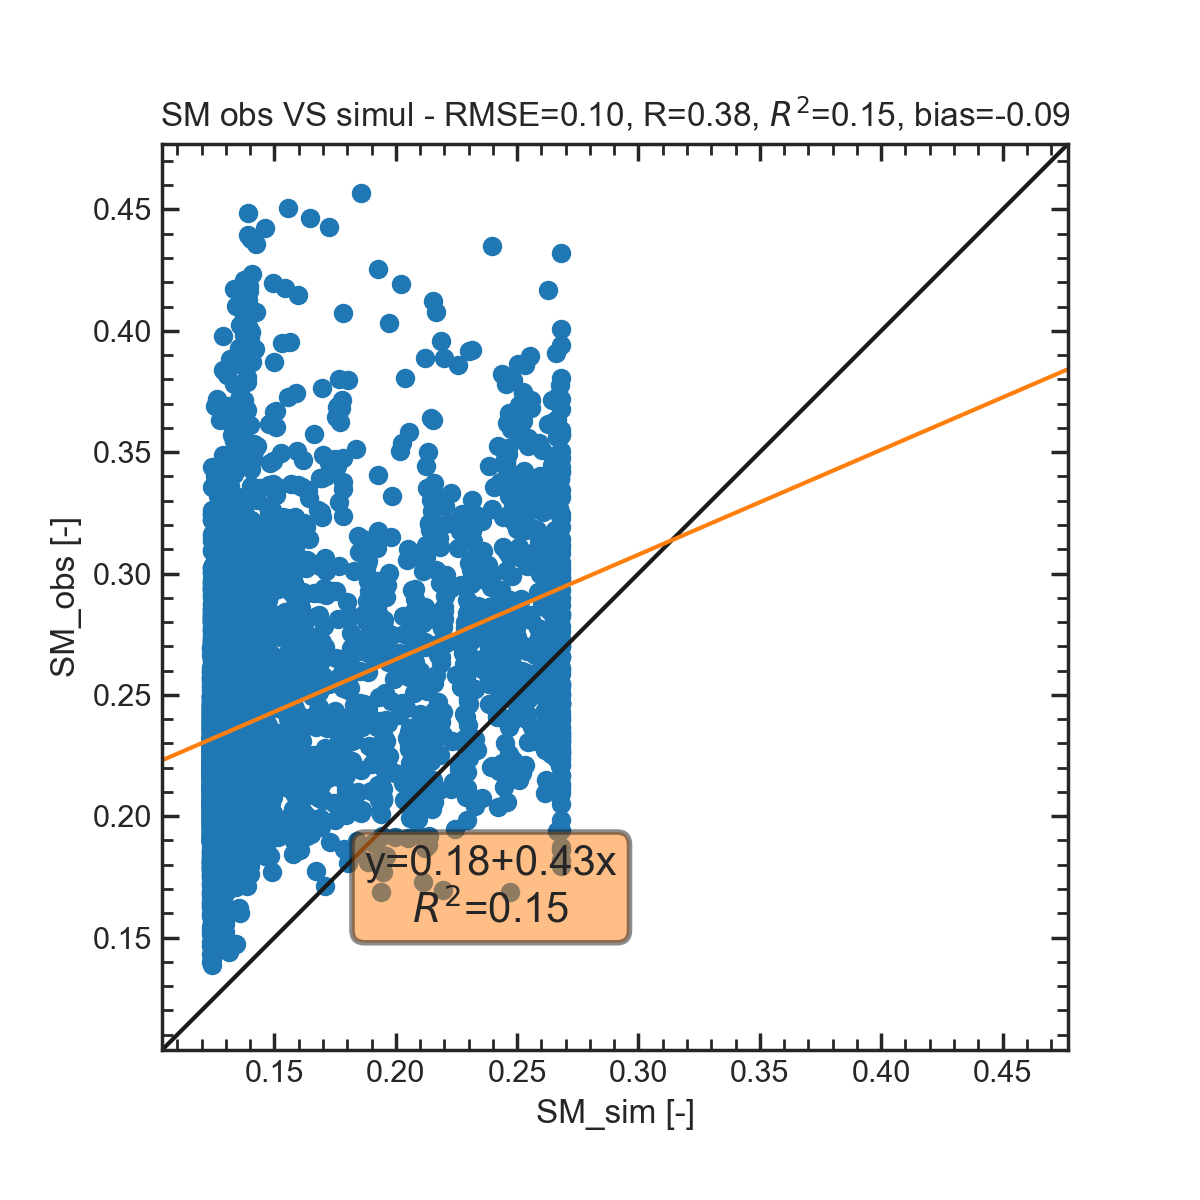 SM obs VS simul - RMSE=0.10, R=0.38, R²=0.15, bias=-0.09
0.45
0.40
0.35
0.30
0.25
0.20
0.15
SM_obs [-]
y=0.18+0.43x
R²=0.15
0.15 0.20 0.25 0.30 0.35 0.40 0.45
SM_sim [-]